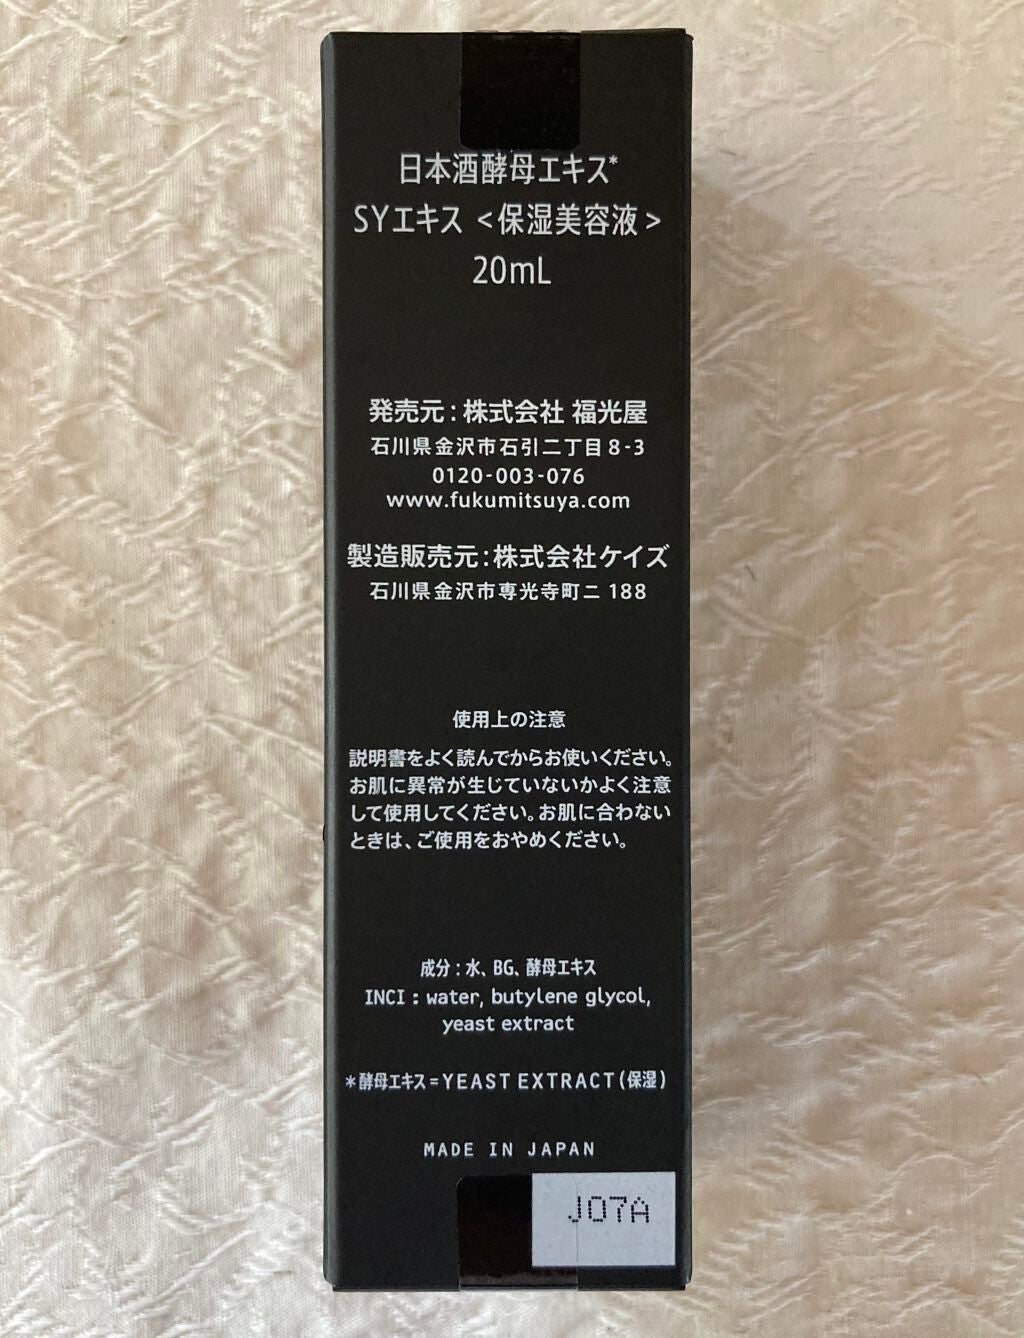 日本酒酵母エキス*
SYエキス <保湿美容液>
20mL
発売元:株式会社 福光屋
石川県金沢市石引二丁目8-3
0120-003-076
www.fukumitsuya.com
製造販売元:株式会社ケイズ
石川県金沢市専光寺町ニ 188
使用上の注意
説明書をよく読んでからお使いください。
お肌に異常が生じていないかよく注意
して使用してください。お肌に合わない
ときは、ご使用をおやめください。
成分:水、BG、酵母エキス
INCI : water, butylene glycol,
yeast extract
*酵母エキス=YEAST EXTRACT(保湿)
MADE IN JAPAN
J07A